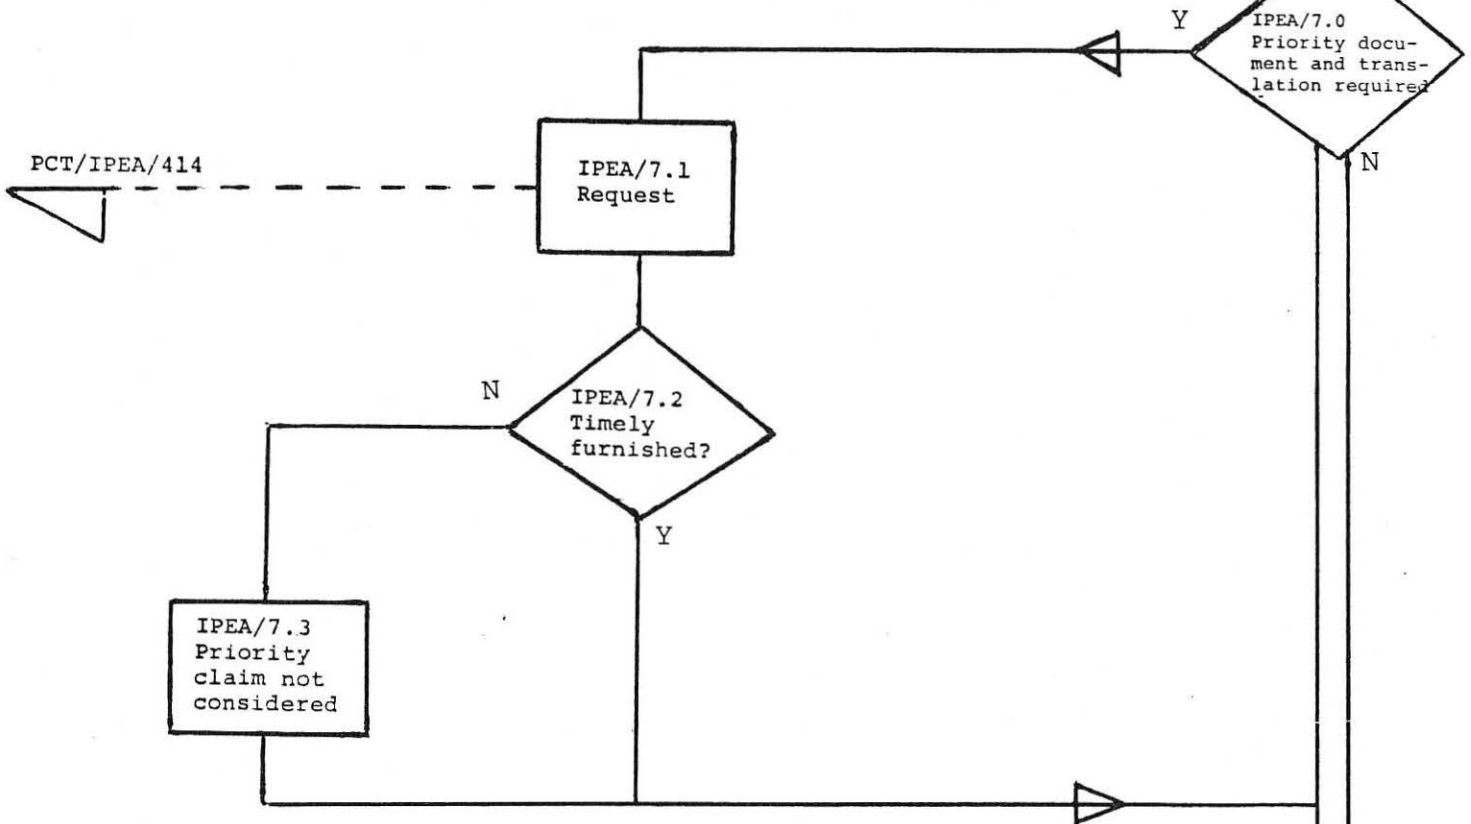 Y
IPEA/7.0
Priority docu-
ment and trans-
lation required
N
PCT/IPEA/414
IPEA/7.1
Request
N
IPEA/7.2
Timely
furnished?
Y
IPEA/7.3
Priority
claim not
considered